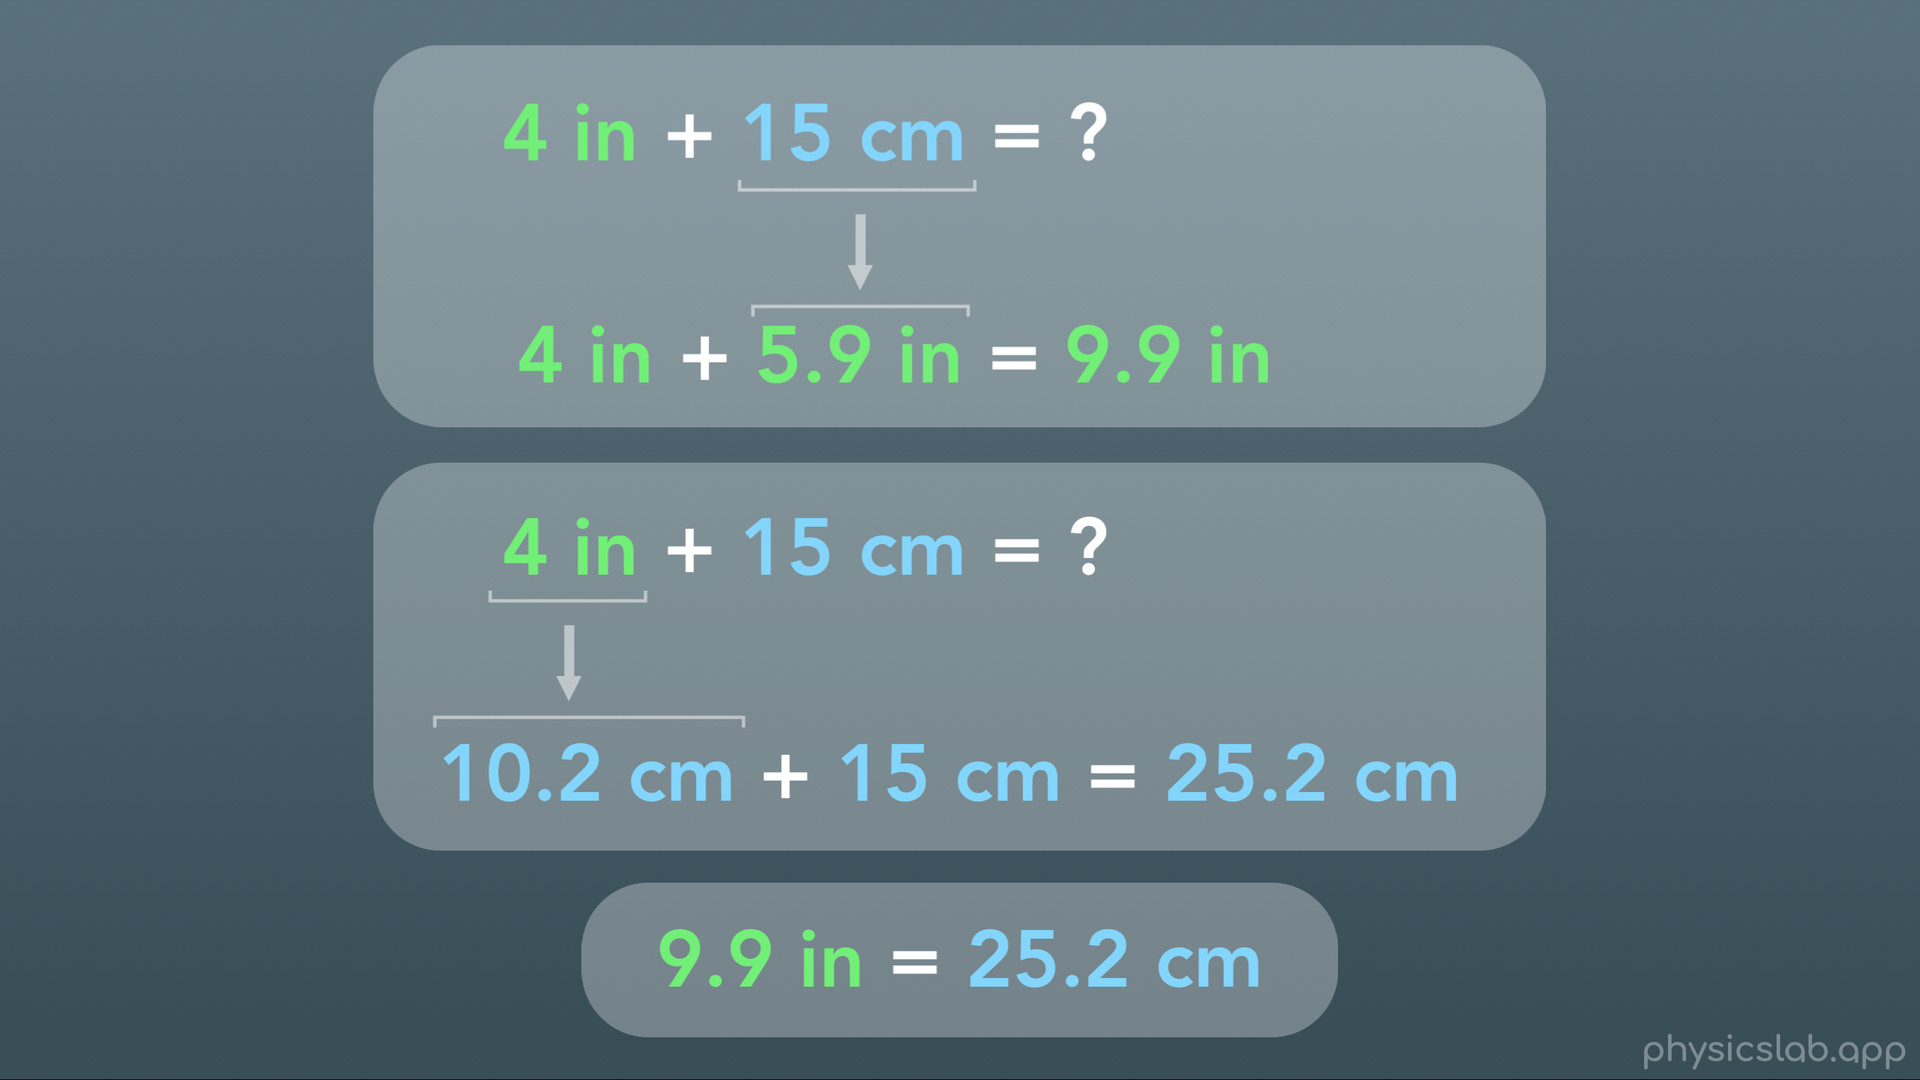 4 in + 15 cm = ?
4 in + 5.9 in = 9.9 in
4 in + 15 cm = ?
10.2 cm + 15 cm = 25.2 cm
9.9 in = 25.2 cm
physicslab.app